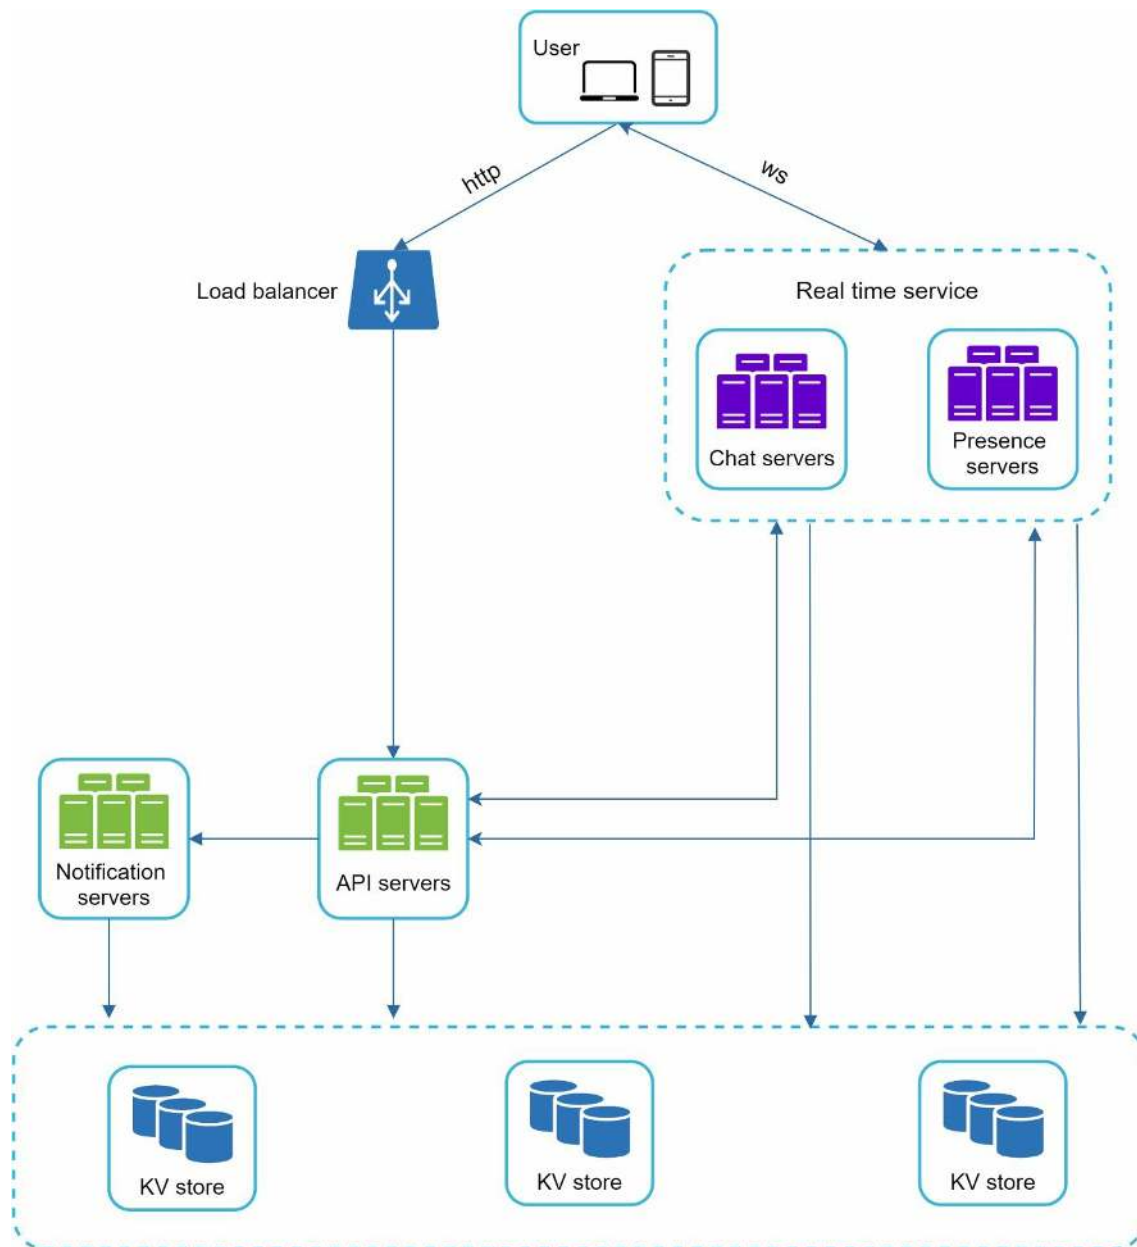 User
http
ws
Load balancer
Real time service
Chat servers
Presence
servers
Notification
servers
API servers
KV store
KV store
KV store